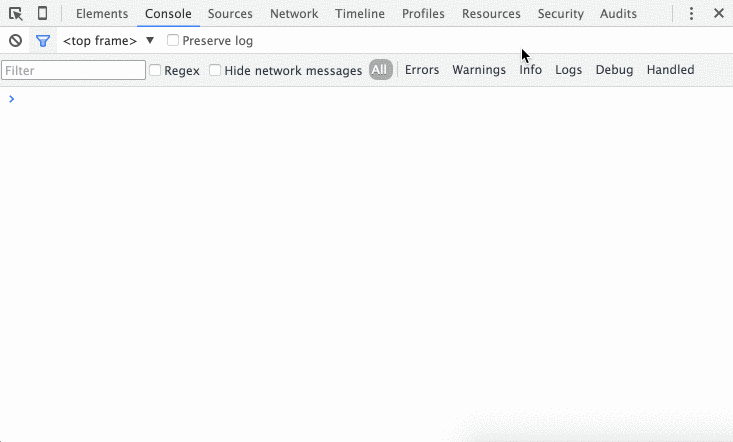 Elements Console Sources Network Timeline Profiles Resources Security Audits
<top frame> ▼ Preserve log
Filter Regex Hide network messages All Errors Warnings Info Logs Debug Handled
>